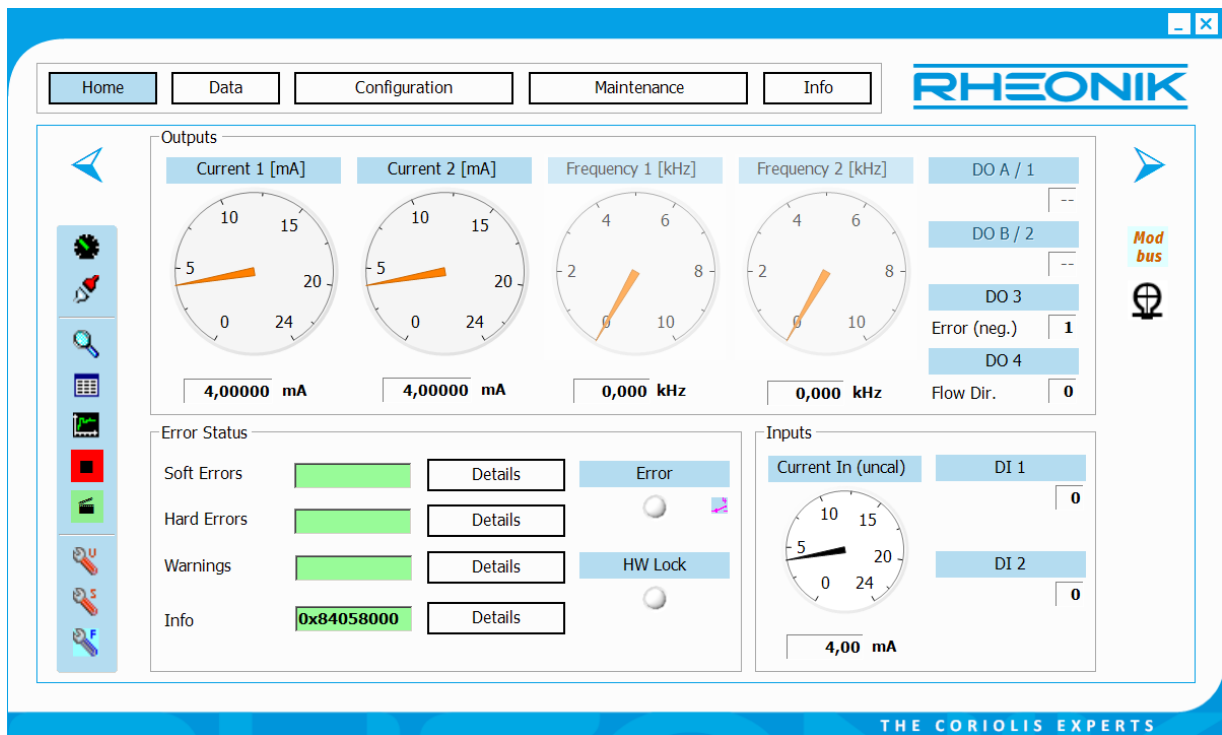 Home Data Configuration Maintenance Info RHEONIK
Outputs
Current 1 [mA] Current 2 [mA] Frequency 1 [kHz] Frequency 2 [kHz] DO A / 1
--
10 15 10 15 4 6 4 6
DO B / 2
--
5 20 5 20 2 8 2 8
DO 3
0 24 0 24 0 10 0 10
Error (neg.) 1
DO 4
4,00000 mA 4,00000 mA 0,000 kHz 0,000 kHz Flow Dir. 0
Mod
bus
Error Status
Soft Errors Details Error
Hard Errors Details
Warnings Details HW Lock
Info 0x84058000 Details
Inputs
Current In (uncal) DI 1
0
10 15
5 20
0 24
DI 2
0
4,00 mA
U
S
F
THE CORIOLIS EXPERTS